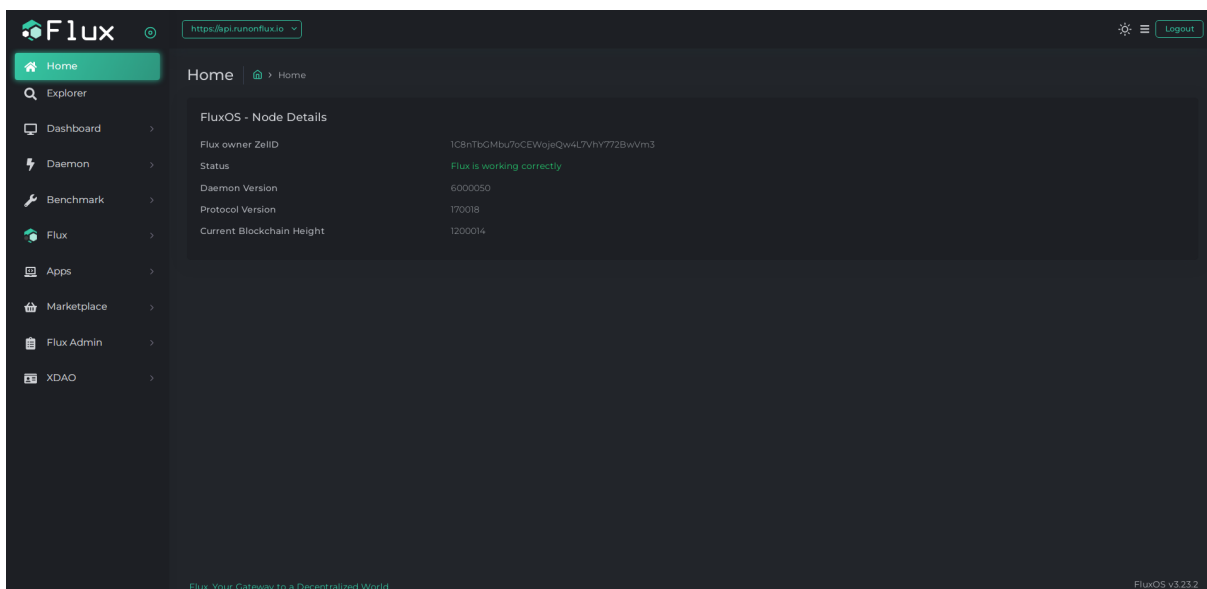 Flux
https://api.runonflux.io
Logout
Home
Explorer
Dashboard
Daemon
Benchmark
Flux
Apps
Marketplace
Flux Admin
XDAO
Home
Home
FluxOS - Node Details
Flux owner ZelID 1C8nTbGMbu7oCEWojeQw4L7VhY772BwVm3
Status Flux is working correctly
Daemon Version 6000050
Protocol Version 170018
Current Blockchain Height 1200014
Flux, Your Gateway to a Decentralized World
FluxOS v3.23.2